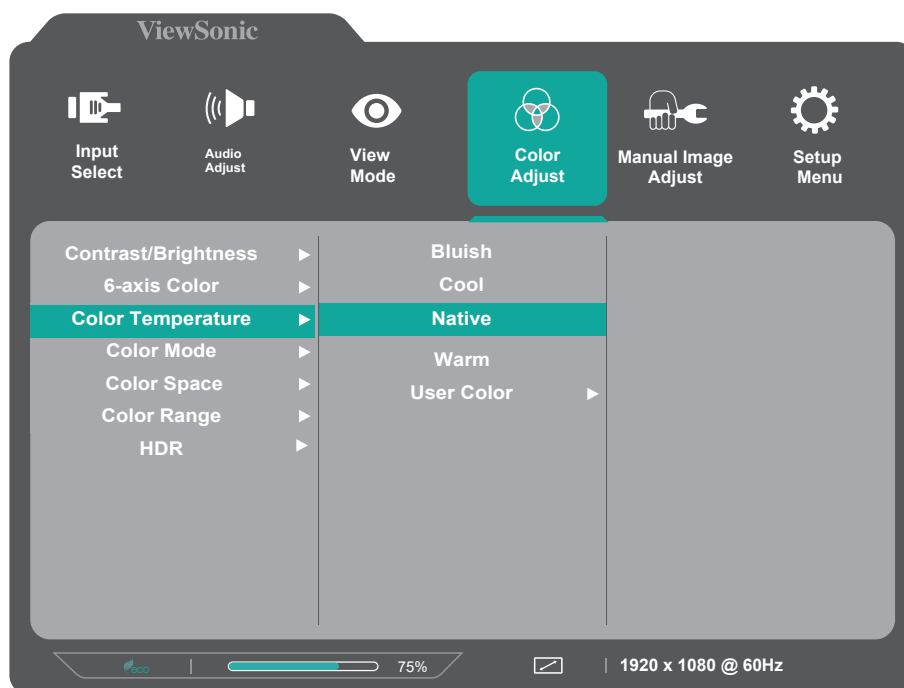 ViewSonic
Input
Select
Audio
Adjust
View
Mode
Color
Adjust
Manual Image
Adjust
Setup
Menu
Contrast/Brightness
6-axis Color
Color Temperature
Color Mode
Color Space
Color Range
HDR
Bluish
Cool
Native
Warm
User Color
eco
75%
1920 x 1080 @ 60Hz